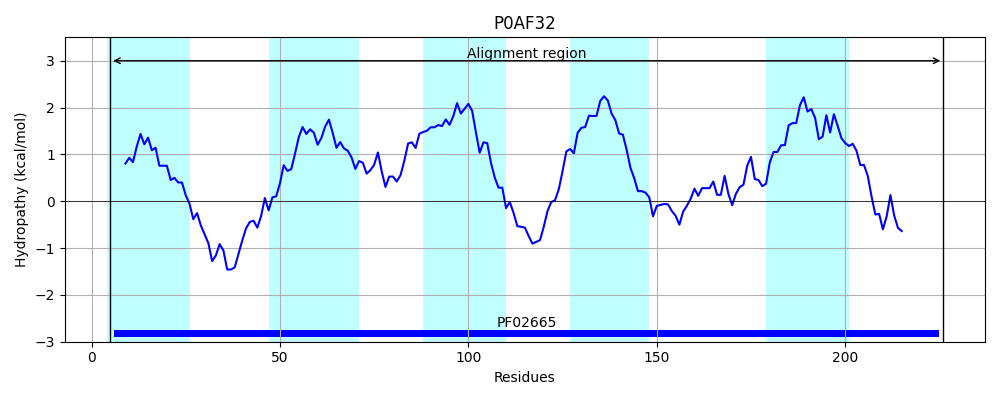 P0AF32
Alignment region
PF02665
Hydropathy (kcal/mol)
3
2
1
0
−1
−2
−3
0
50
100
150
200
Residues